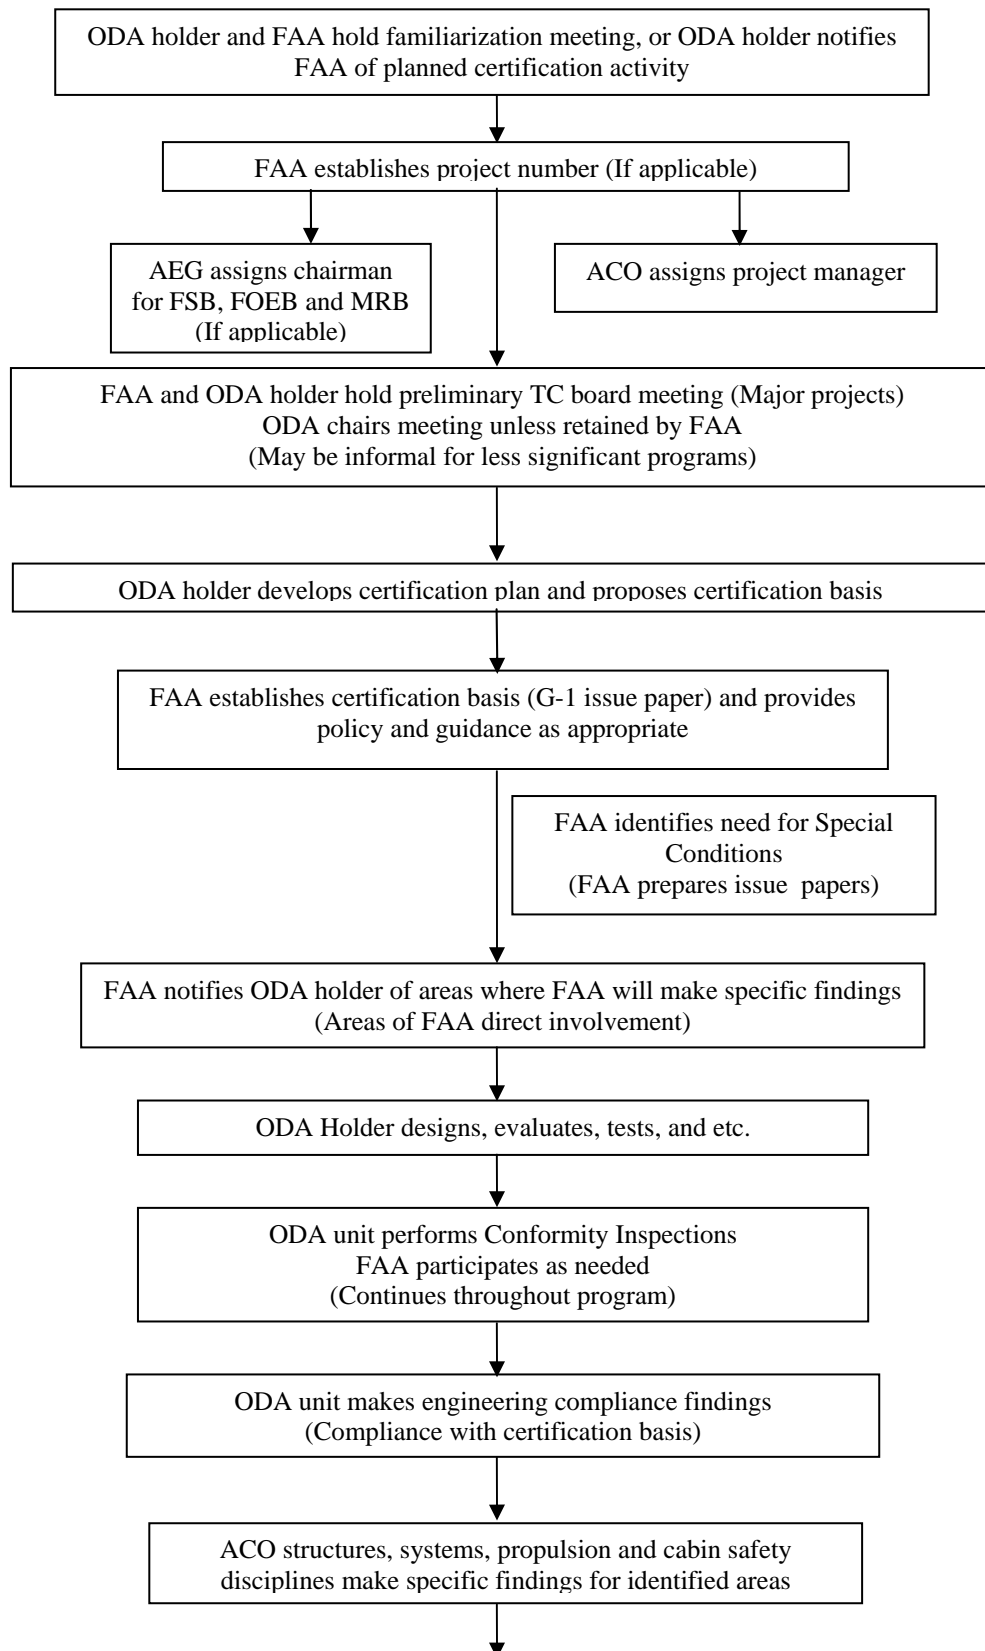 ODA holder and FAA hold familiarization meeting, or ODA holder notifies
FAA of planned certification activity
FAA establishes project number (If applicable)
AEG assigns chairman
for FSB, FOEB and MRB
(If applicable)
ACO assigns project manager
FAA and ODA holder hold preliminary TC board meeting (Major projects)
ODA chairs meeting unless retained by FAA
(May be informal for less significant programs)
ODA holder develops certification plan and proposes certification basis
FAA establishes certification basis (G-1 issue paper) and provides
policy and guidance as appropriate
FAA identifies need for Special
Conditions
(FAA prepares issue papers)
FAA notifies ODA holder of areas where FAA will make specific findings
(Areas of FAA direct involvement)
ODA Holder designs, evaluates, tests, and etc.
ODA unit performs Conformity Inspections
FAA participates as needed
(Continues throughout program)
ODA unit makes engineering compliance findings
(Compliance with certification basis)
ACO structures, systems, propulsion and cabin safety
disciplines make specific findings for identified areas